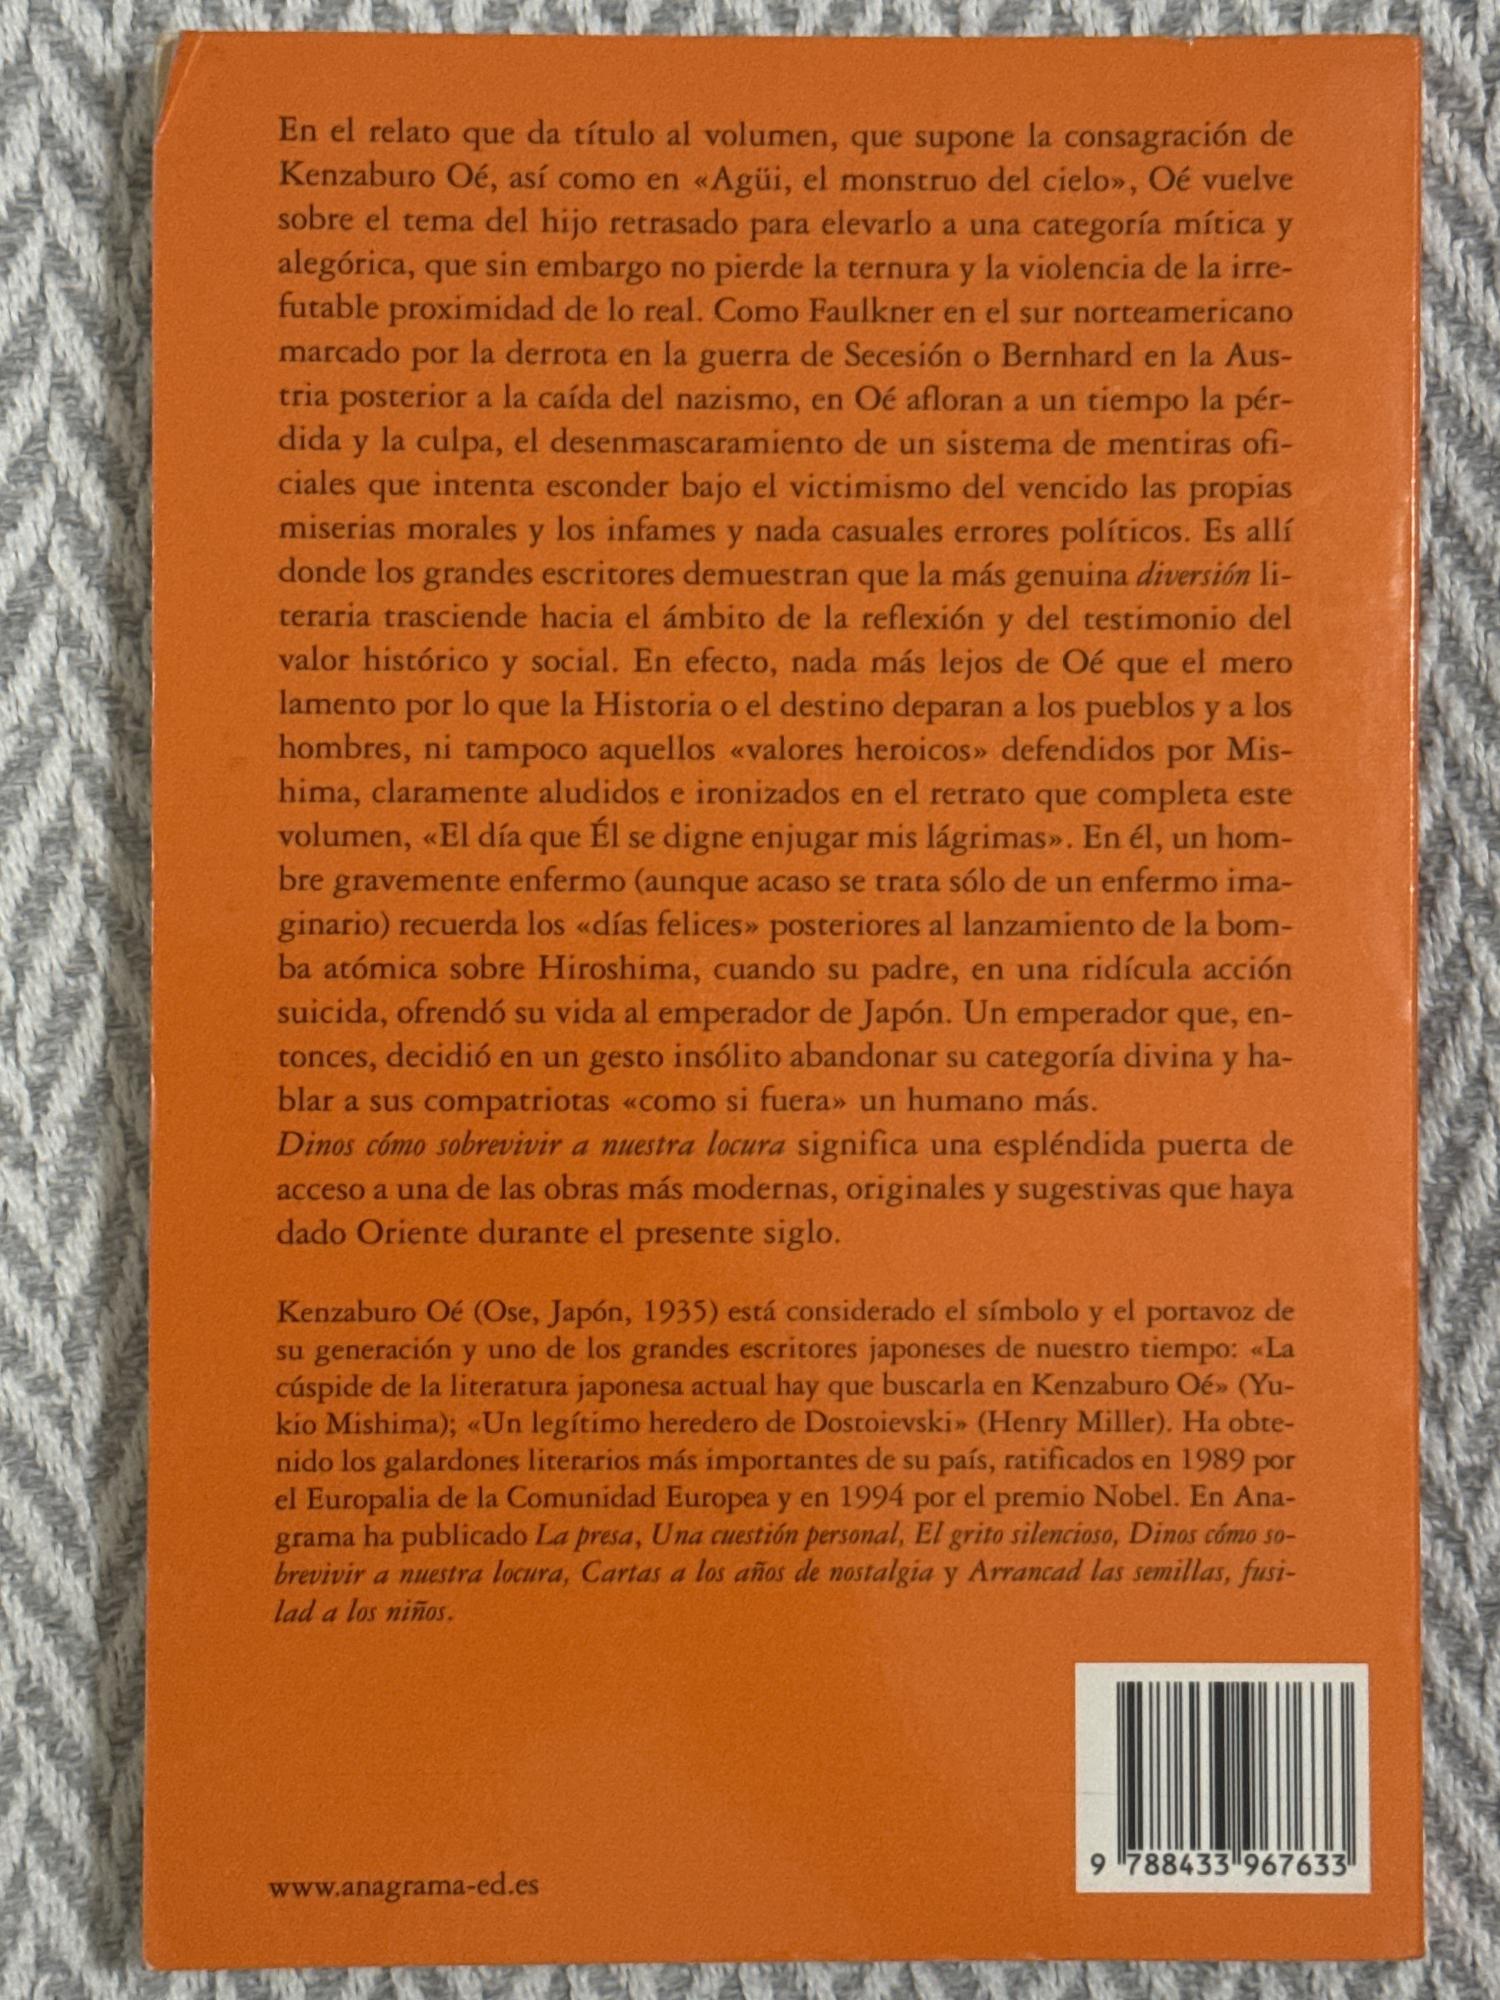 En el relato que da título al volumen, que supone la consagración de
Kenzaburo Oé, así como en «Agüi, el monstruo del cielo», Oé vuelve
sobre el tema del hijo retrasado para elevarlo a una categoría mítica y
alegórica, que sin embargo no pierde la ternura y la violencia de la irre-
futable proximidad de lo real. Como Faulkner en el sur norteamericano
marcado por la derrota en la guerra de Secesión o Bernhard en la Aus-
tria posterior a la caída del nazismo, en Oé afloran a un tiempo la pér-
dida y la culpa, el desenmascaramiento de un sistema de mentiras ofi-
ciales que intenta esconder bajo el victimismo del vencido las propias
miserias morales y los infames y nada casuales errores políticos. Es allí
donde los grandes escritores demuestran que la más genuina diversión li-
teraria trasciende hacia el ámbito de la reflexión y del testimonio del
valor histórico y social. En efecto, nada más lejos de Oé que el mero
lamento por lo que la Historia o el destino deparan a los pueblos y a los
hombres, ni tampoco aquellos «valores heroicos» defendidos por Mis-
hima, claramente aludidos e ironizados en el retrato que completa este
volumen, «El día que Él se digne enjugar mis lágrimas». En él, un hom-
bre gravemente enfermo (aunque acaso se trata sólo de un enfermo ima-
ginario) recuerda los «días felices» posteriores al lanzamiento de la bom-
ba atómica sobre Hiroshima, cuando su padre, en una ridícula acción
suicida, ofrendó su vida al emperador de Japón. Un emperador que, en-
tonces, decidió en un gesto insólito abandonar su categoría divina y ha-
blar a sus compatriotas «como si fuera» un humano más.
Dinos cómo sobrevivir a nuestra locura significa una espléndida puerta de
acceso a una de las obras más modernas, originales y sugestivas que haya
dado Oriente durante el presente siglo.
Kenzaburo Oé (Ose, Japón, 1935) está considerado el símbolo y el portavoz de
su generación y uno de los grandes escritores japoneses de nuestro tiempo: «La
cúspide de la literatura japonesa actual hay que buscarla en Kenzaburo Oé» (Yu-
kio Mishima); «Un legítimo heredero de Dostoievski» (Henry Miller). Ha obte-
nido los galardones literarios más importantes de su país, ratificados en 1989 por
el Europalia de la Comunidad Europea y en 1994 por el premio Nobel. En Ana-
grama ha publicado La presa, Una cuestión personal, El grito silencioso, Dinos cómo so-
brevivir a nuestra locura, Cartas a los años de nostalgia y Arrancad las semillas, fusi-
lad a los niños.
9 788433 967633
www.anagrama-ed.es